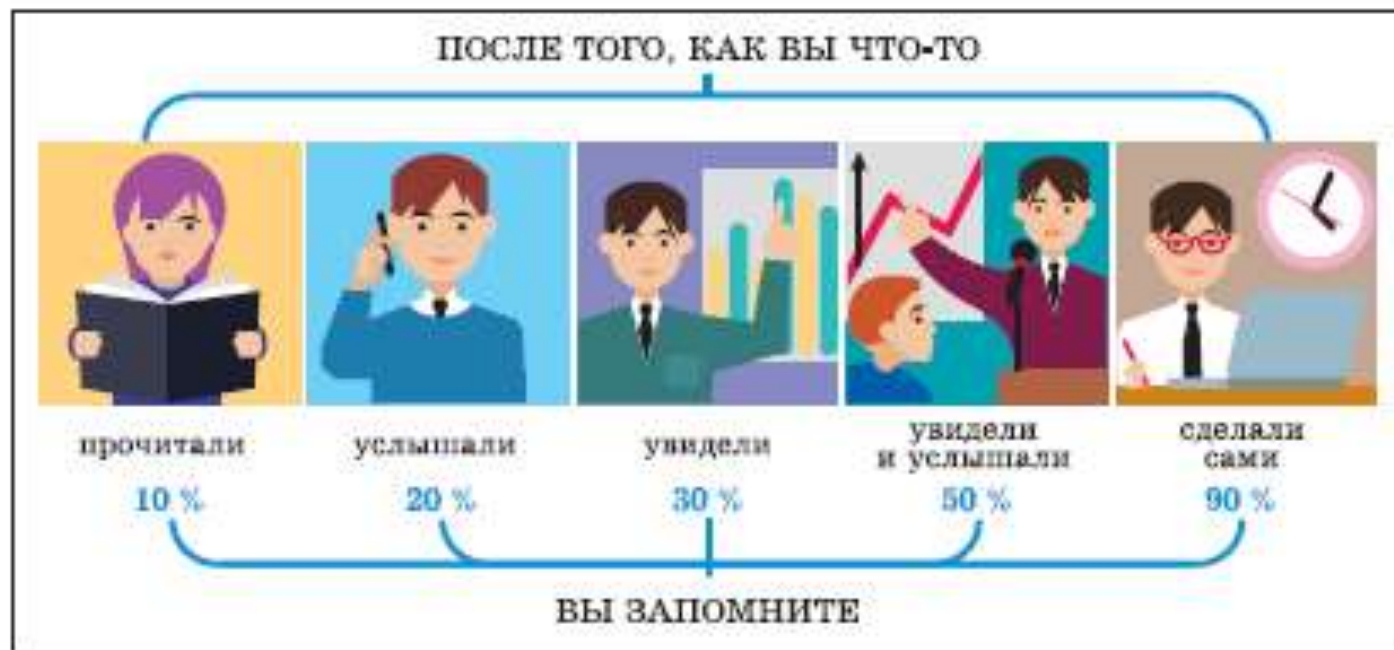 ПОСЛЕ ТОГО, КАК ВЫ ЧТО-ТО
прочитали
10 %
услышали
20 %
увидели
30 %
увидели
и услышали
50 %
сделали
сами
90 %
ВЫ ЗАПОМНИТЕ